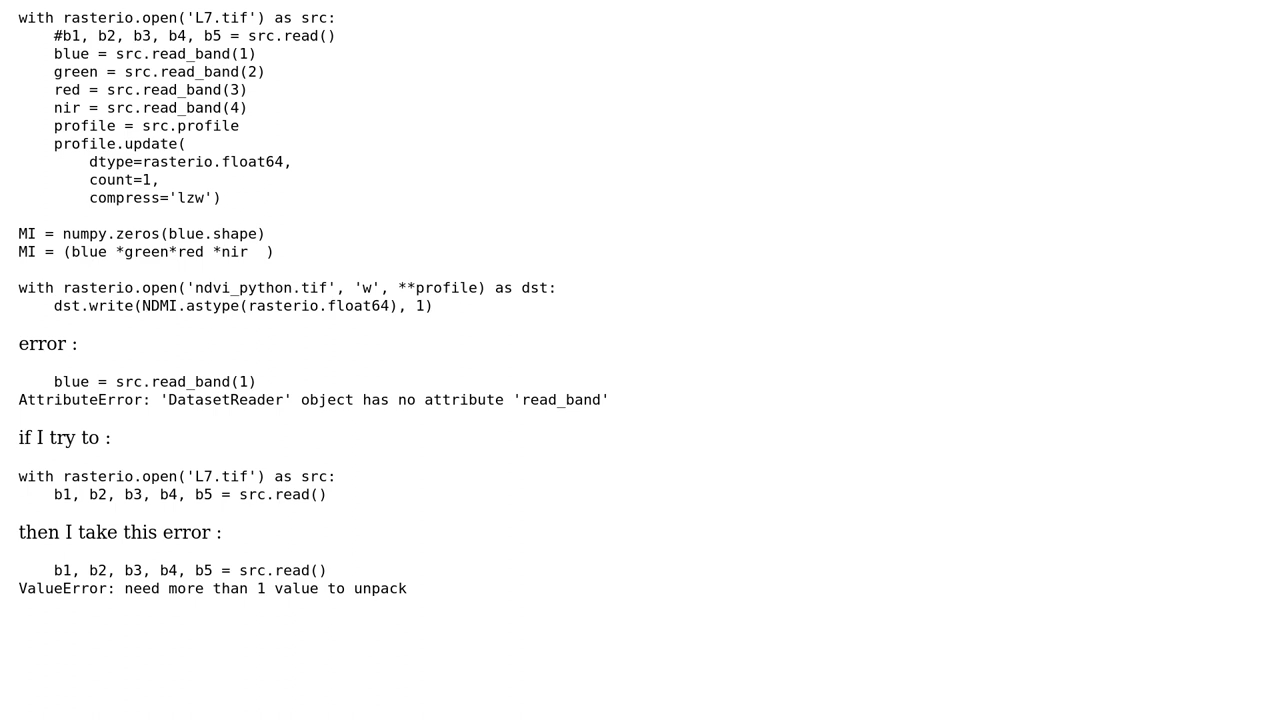 with rasterio.open('L7.tif') as src:
    #b1, b2, b3, b4, b5 = src.read()
    blue = src.read_band(1)
    green = src.read_band(2)
    red = src.read_band(3)
    nir = src.read_band(4)
    profile = src.profile
    profile.update(
        dtype=rasterio.float64,
        count=1,
        compress='lzw')

MI = numpy.zeros(blue.shape)
MI = (blue *green*red *nir  )

with rasterio.open('ndvi_python.tif', 'w', **profile) as dst:
    dst.write(NDMI.astype(rasterio.float64), 1)

error :

    blue = src.read_band(1)
AttributeError: 'DatasetReader' object has no attribute 'read_band'

if I try to :

with rasterio.open('L7.tif') as src:
    b1, b2, b3, b4, b5 = src.read()

then I take this error :

    b1, b2, b3, b4, b5 = src.read()
ValueError: need more than 1 value to unpack